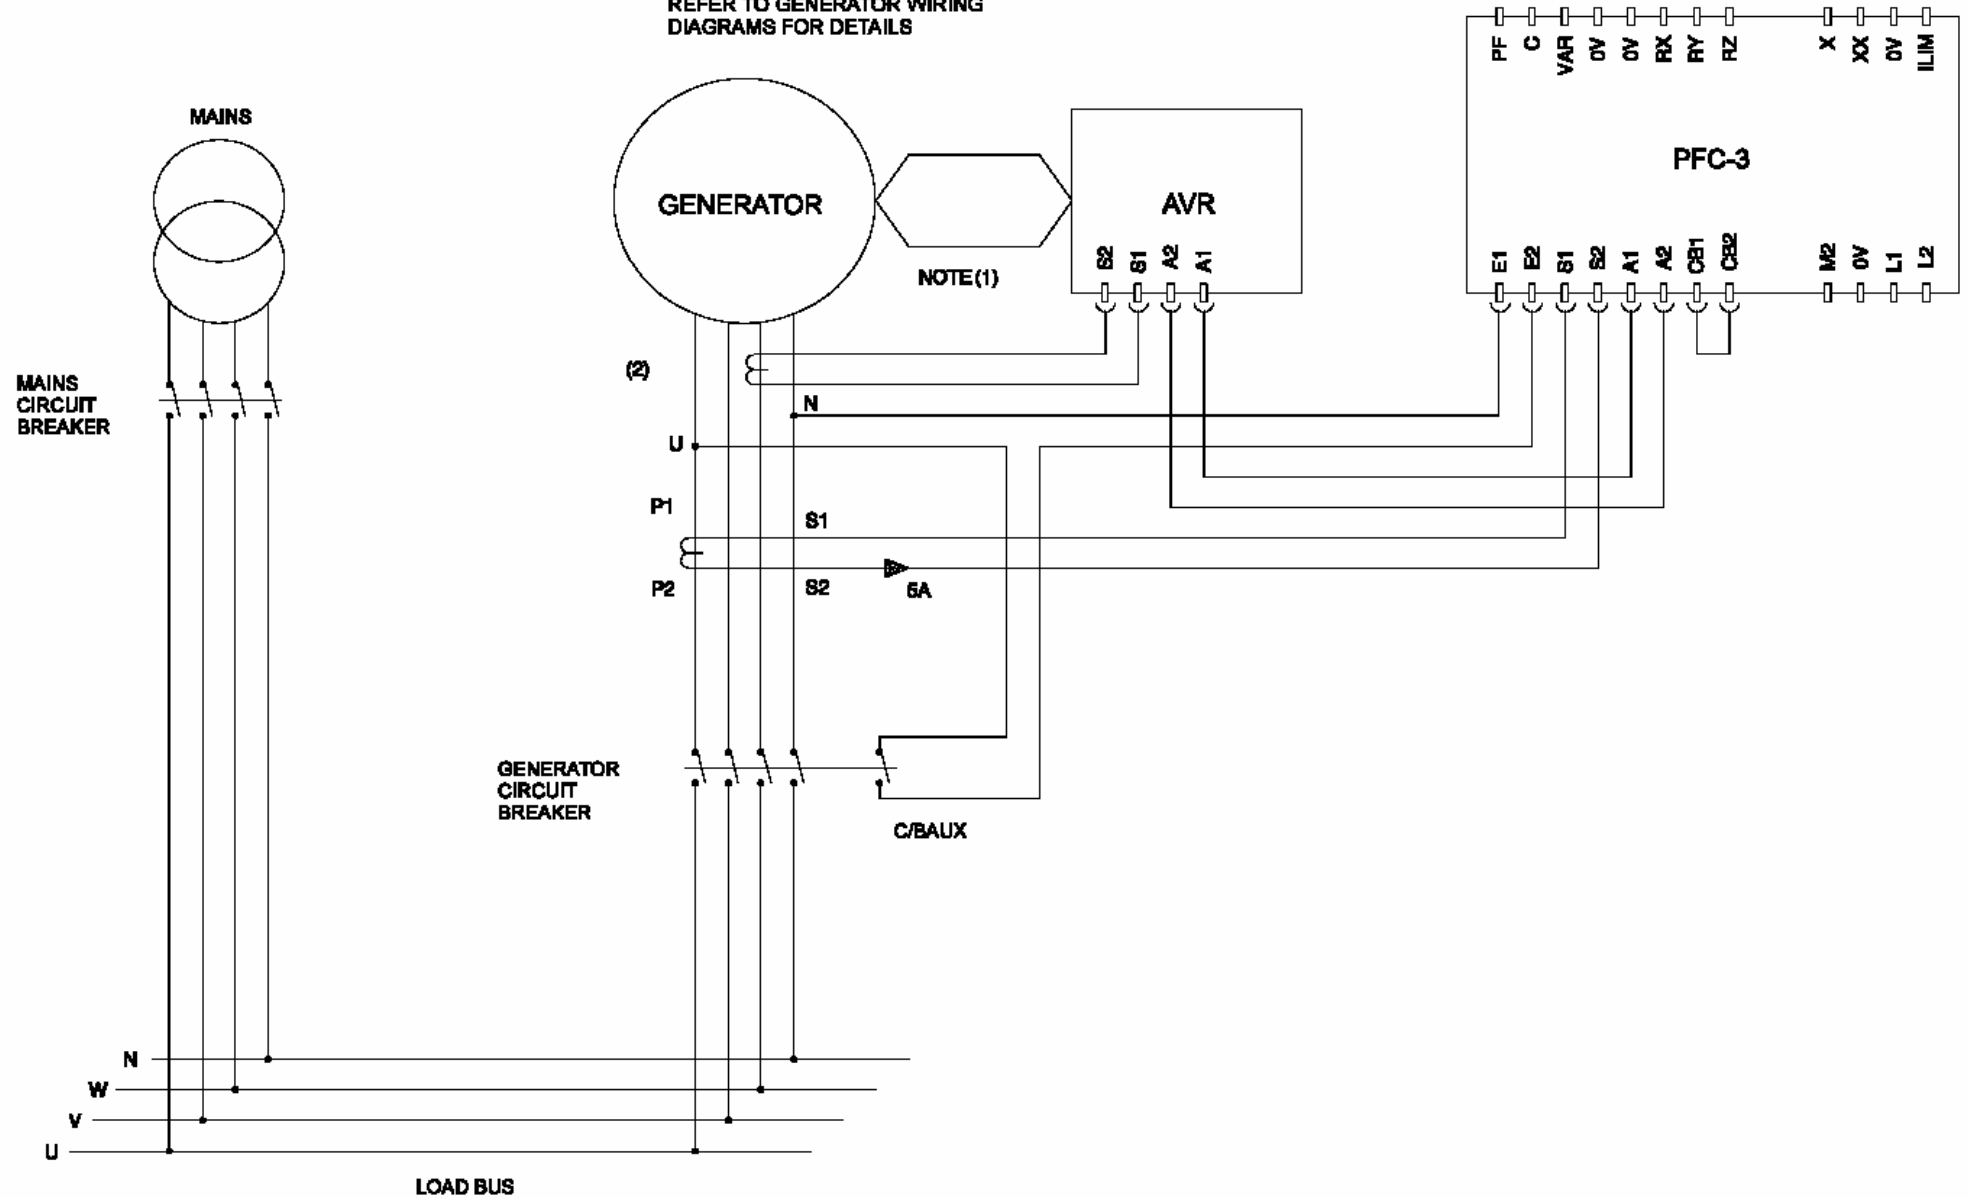 REFER TO GENERATOR WIRING
DIAGRAMS FOR DETAILS
PF C VAR 0V 0V RX RY RZ X XX 0V ILIM
MAINS
PFC-3
GENERATOR
AVR
S2 S1 A2 A1
E1 E2 S1 S2 A1 A2 CB1 CB2 M2 0V L1 L2
NOTE (1)
(2)
MAINS
CIRCUIT
BREAKER
N
U
P1
S1
P2
S2
5A
GENERATOR
CIRCUIT
BREAKER
C/BAUX
N
W
V
U
LOAD BUS